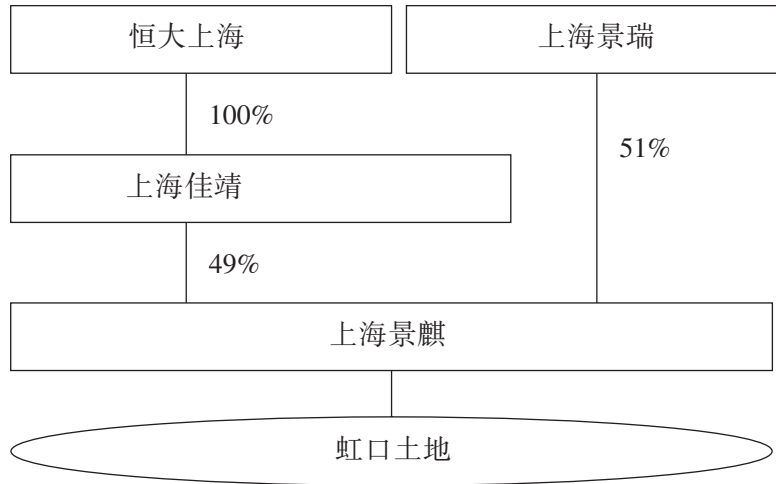 恒大上海
上海景瑞
100%
51%
上海佳靖
49%
上海景麒
虹口土地